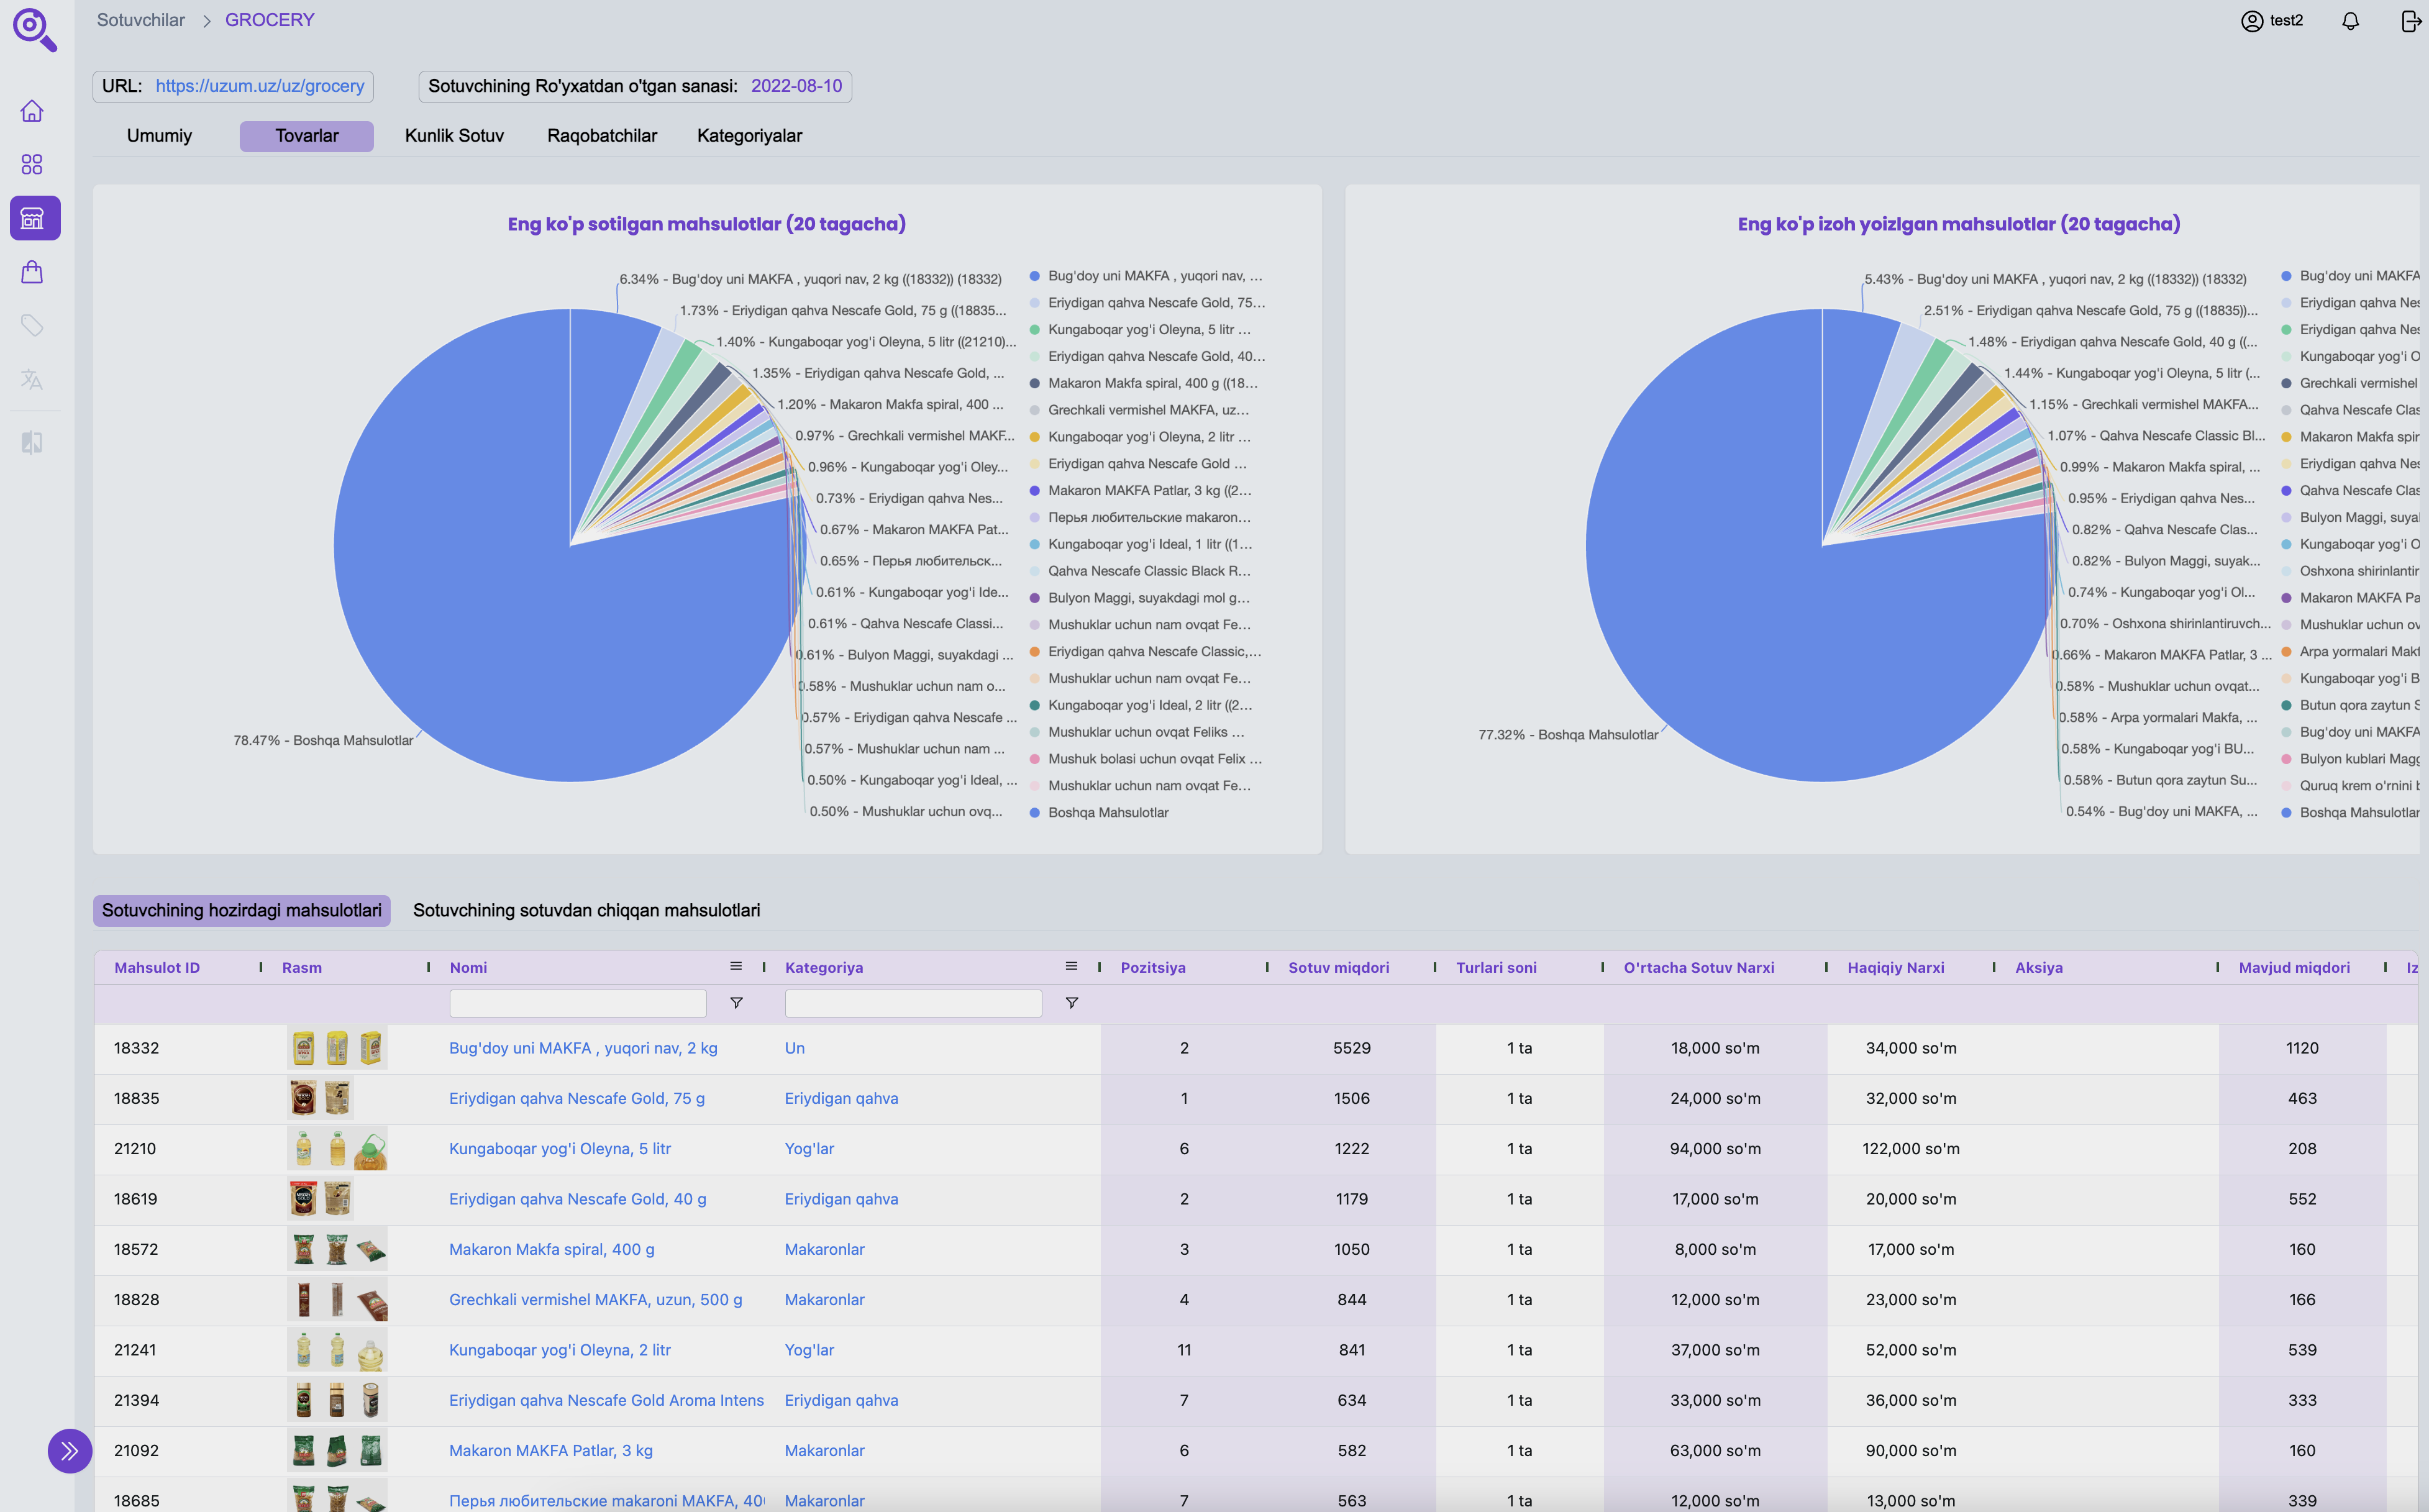 Sotuvchilar > GROCERY
test2
URL: https://uzum.uz/uz/grocery
Sotuvchining Ro'yxatdan o'tgan sanasi: 2022-08-10
Umumiy Tovarlar Kunlik Sotuv Raqobatchilar Kategoriyalar
Eng ko'p sotilgan mahsulotlar (20 tagacha)
6.34% - Bug'doy uni MAKFA , yuqori nav, 2 kg ((18332)) (18332)
1.73% - Eriydigan qahva Nescafe Gold, 75 g ((18835...
1.40% - Kungaboqar yog'i Oleyna, 5 litr ((21210)...
1.35% - Eriydigan qahva Nescafe Gold, ...
1.20% - Makaron Makfa spiral, 400 ...
0.97% - Grechkali vermishel MAKF...
0.96% - Kungaboqar yog'i Oley...
0.73% - Eriydigan qahva Nes...
0.67% - Makaron MAKFA Pat...
0.65% - Перья любительск...
0.61% - Kungaboqar yog'i Ide...
0.61% - Qahva Nescafe Classi...
0.61% - Bulyon Maggi, suyakdagi ...
0.58% - Mushuklar uchun nam o...
0.57% - Eriydigan qahva Nescafe ...
0.57% - Mushuklar uchun nam ...
0.50% - Kungaboqar yog'i Ideal, ...
0.50% - Mushuklar uchun ovq...
78.47% - Boshqa Mahsulotlar
Bug'doy uni MAKFA , yuqori nav, ...
Eriydigan qahva Nescafe Gold, 75...
Kungaboqar yog'i Oleyna, 5 litr ...
Eriydigan qahva Nescafe Gold, 40...
Makaron Makfa spiral, 400 g ((18...
Grechkali vermishel MAKFA, uz...
Kungaboqar yog'i Oleyna, 2 litr ...
Eriydigan qahva Nescafe Gold ...
Makaron MAKFA Patlar, 3 kg ((2...
Перья любительские makaron...
Kungaboqar yog'i Ideal, 1 litr ((1...
Qahva Nescafe Classic Black R...
Bulyon Maggi, suyakdagi mol g...
Mushuklar uchun nam ovqat Fe...
Eriydigan qahva Nescafe Classic,...
Mushuklar uchun nam ovqat Fe...
Kungaboqar yog'i Ideal, 2 litr ((2...
Mushuklar uchun ovqat Feliks ...
Mushuk bolasi uchun ovqat Felix ...
Mushuklar uchun nam ovqat Fe...
Boshqa Mahsulotlar
Eng ko'p izoh yoizlgan mahsulotlar (20 tagacha)
5.43% - Bug'doy uni MAKFA , yuqori nav, 2 kg ((18332)) (18332)
2.51% - Eriydigan qahva Nescafe Gold, 75 g ((18835))...
1.48% - Eriydigan qahva Nescafe Gold, 40 g ((...
1.44% - Kungaboqar yog'i Oleyna, 5 litr (...
1.15% - Grechkali vermishel MAKFA...
1.07% - Qahva Nescafe Classic Bl...
0.99% - Makaron Makfa spiral, ...
0.95% - Eriydigan qahva Nes...
0.82% - Qahva Nescafe Clas...
0.82% - Bulyon Maggi, suyak...
0.74% - Kungaboqar yog'i Ol...
0.70% - Oshxona shirinlantiruvch...
0.66% - Makaron MAKFA Patlar, 3 ...
0.58% - Mushuklar uchun ovqat...
0.58% - Arpa yormalari Makfa, ...
0.58% - Kungaboqar yog'i BU...
0.58% - Butun qora zaytun Su...
0.54% - Bug'doy uni MAKFA, ...
77.32% - Boshqa Mahsulotlar
Bug'doy uni MAKFA
Eriydigan qahva Nes
Eriydigan qahva Nes
Kungaboqar yog'i O
Grechkali vermishel
Qahva Nescafe Clas
Makaron Makfa spir
Eriydigan qahva Nes
Qahva Nescafe Clas
Bulyon Maggi, suya
Kungaboqar yog'i O
Oshxona shirinlantir
Makaron MAKFA Pa
Mushuklar uchun ov
Arpa yormalari Makf
Kungaboqar yog'i B
Butun qora zaytun S
Bug'doy uni MAKFA
Bulyon kublari Magg
Quruq krem o'rnini b
Boshqa Mahsulotlar
Sotuvchining hozirdagi mahsulotlari Sotuvchining sotuvdan chiqqan mahsulotlari
Mahsulot ID Rasm Nomi Kategoriya Pozitsiya Sotuv miqdori Turlari soni O'rtacha Sotuv Narxi Haqiqiy Narxi Aksiya Mavjud miqdori Iz
18332 Bug'doy uni MAKFA , yuqori nav, 2 kg Un 2 5529 1 ta 18,000 so'm 34,000 so'm 1120
18835 Eriydigan qahva Nescafe Gold, 75 g Eriydigan qahva 1 1506 1 ta 24,000 so'm 32,000 so'm 463
21210 Kungaboqar yog'i Oleyna, 5 litr Yog'lar 6 1222 1 ta 94,000 so'm 122,000 so'm 208
18619 Eriydigan qahva Nescafe Gold, 40 g Eriydigan qahva 2 1179 1 ta 17,000 so'm 20,000 so'm 552
18572 Makaron Makfa spiral, 400 g Makaronlar 3 1050 1 ta 8,000 so'm 17,000 so'm 160
18828 Grechkali vermishel MAKFA, uzun, 500 g Makaronlar 4 844 1 ta 12,000 so'm 23,000 so'm 166
21241 Kungaboqar yog'i Oleyna, 2 litr Yog'lar 11 841 1 ta 37,000 so'm 52,000 so'm 539
21394 Eriydigan qahva Nescafe Gold Aroma Intens Eriydigan qahva 7 634 1 ta 33,000 so'm 36,000 so'm 333
21092 Makaron MAKFA Patlar, 3 kg Makaronlar 6 582 1 ta 63,000 so'm 90,000 so'm 160
18685 Перья любительские makaroni MAKFA, 40 Makaronlar 7 563 1 ta 12,000 so'm 13,000 so'm 339